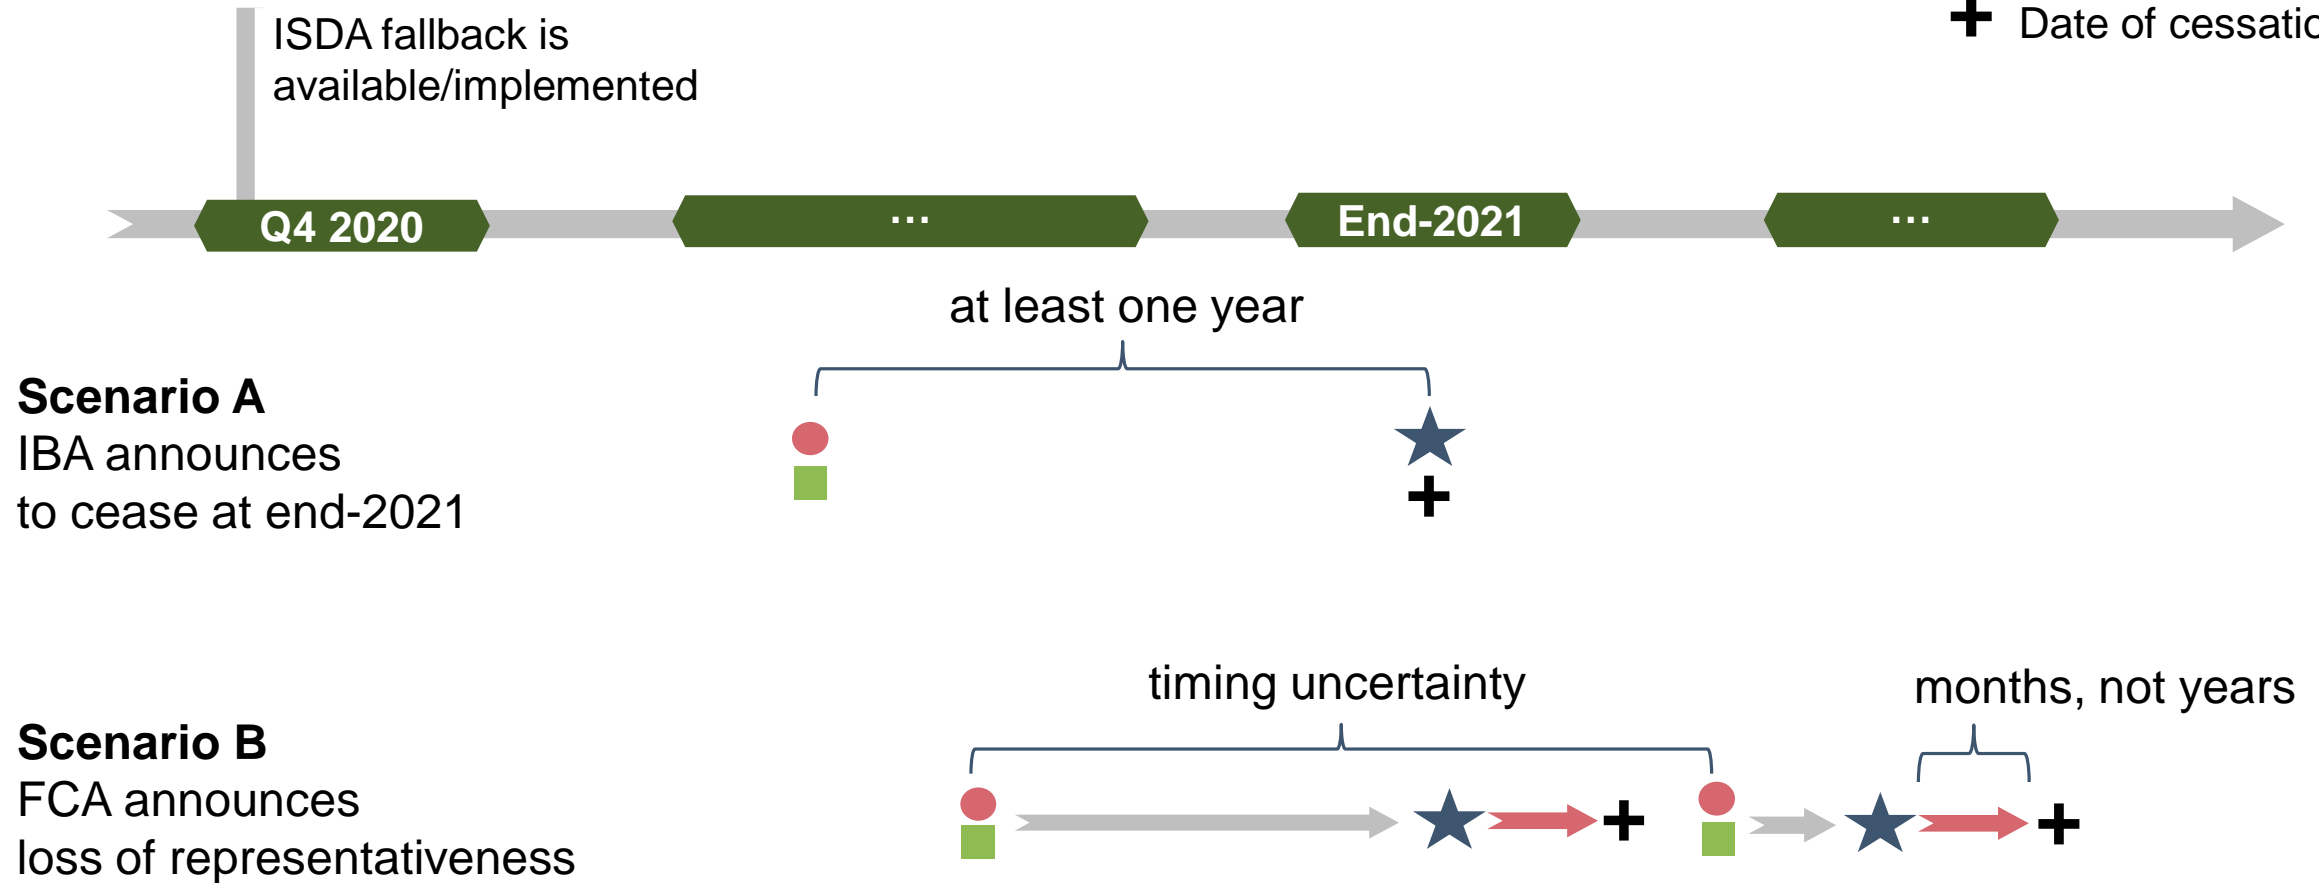 ISDA fallback is
available/implemented
Date of cessatio
Q4 2020
...
End-2021
...
at least one year
Scenario A
IBA announces
to cease at end-2021
timing uncertainty
months, not years
Scenario B
FCA announces
loss of representativeness